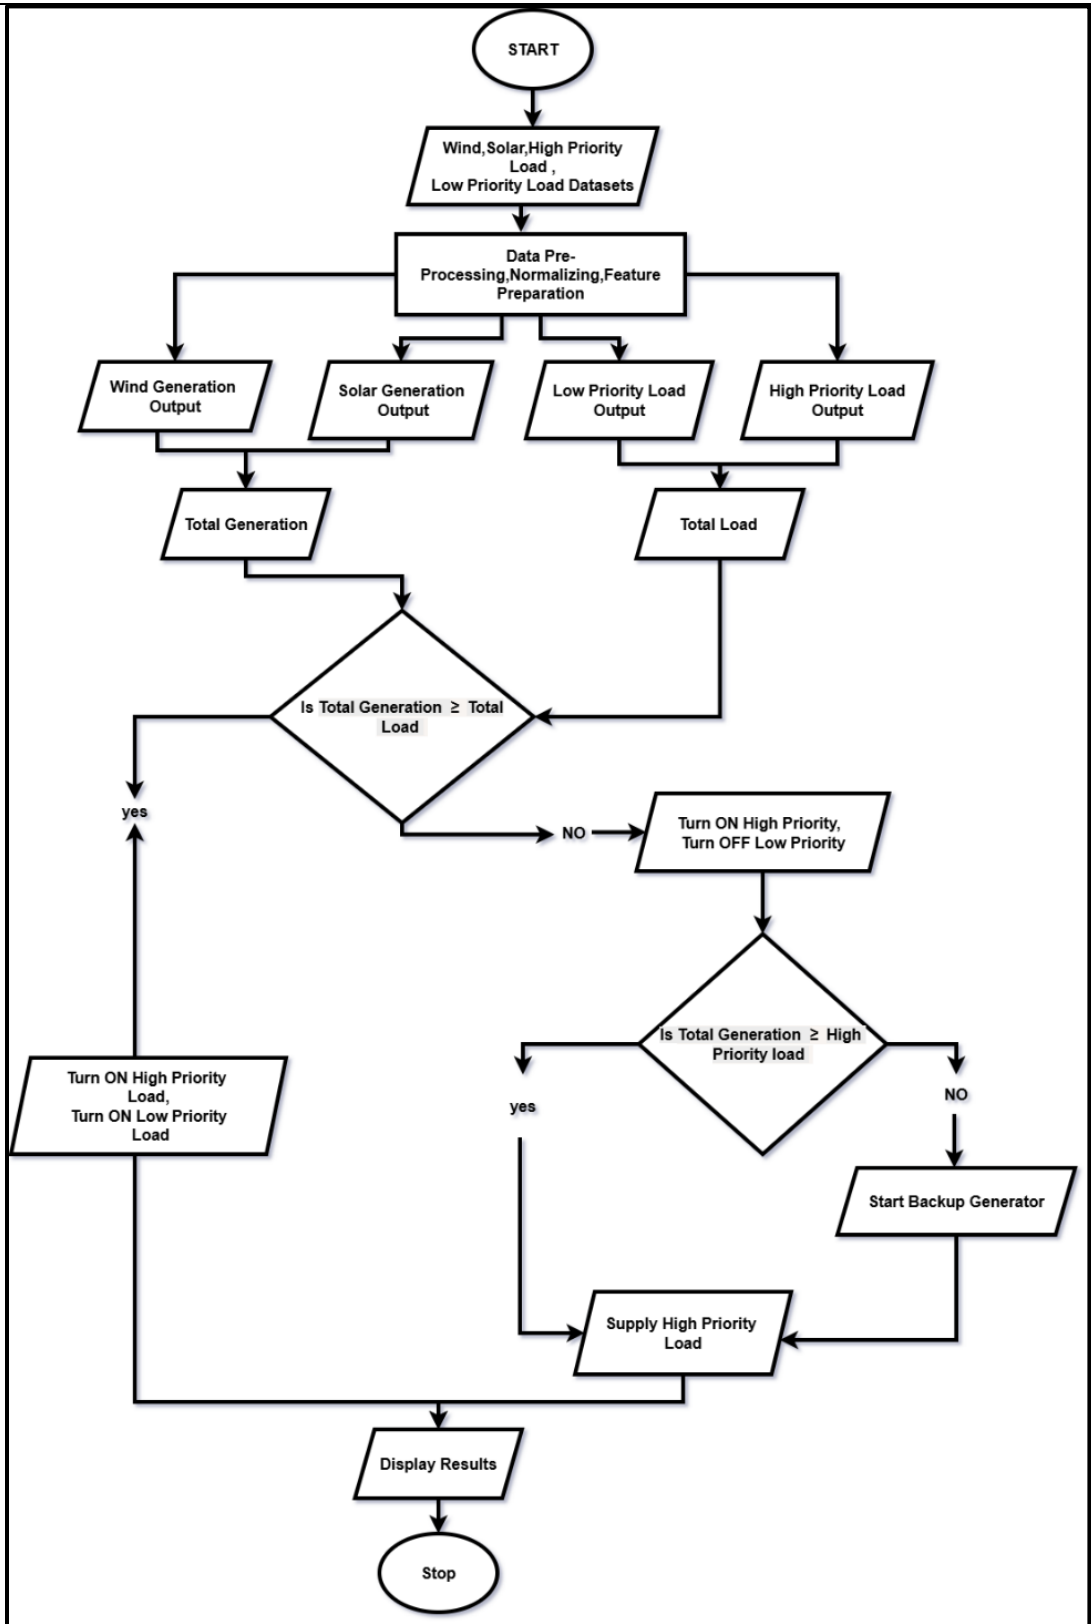 START
Wind,Solar,High Priority
Load ,
Low Priority Load Datasets
Data Pre-
Processing,Normalizing,Feature
Preparation
Wind Generation
Output
Solar Generation
Output
Low Priority Load
Output
High Priority Load
Output
Total Generation
Total Load
Is Total Generation ≥ Total
Load
yes
NO
Turn ON High Priority,
Turn OFF Low Priority
Is Total Generation ≥ High
Priority load
yes
NO
Turn ON High Priority
Load,
Turn ON Low Priority
Load
Start Backup Generator
Supply High Priority
Load
Display Results
Stop